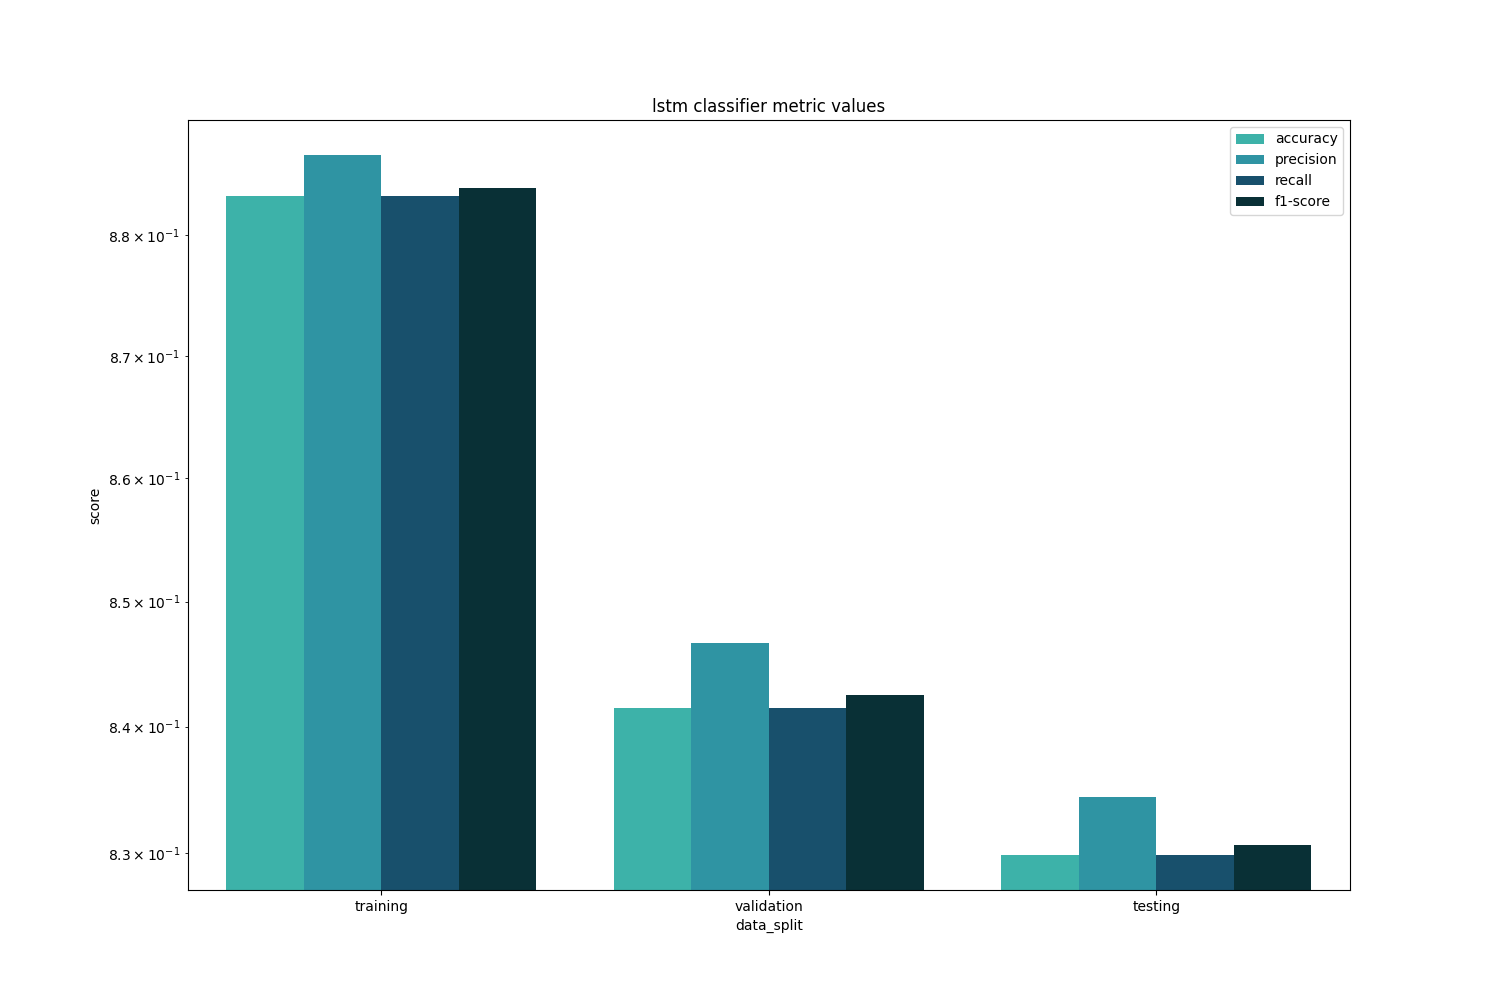 lstm classifier metric values
accuracy
precision
recall
f1-score
8.8 × 10⁻¹
8.7 × 10⁻¹
8.6 × 10⁻¹
8.5 × 10⁻¹
8.4 × 10⁻¹
8.3 × 10⁻¹
score
training
validation
testing
data_split